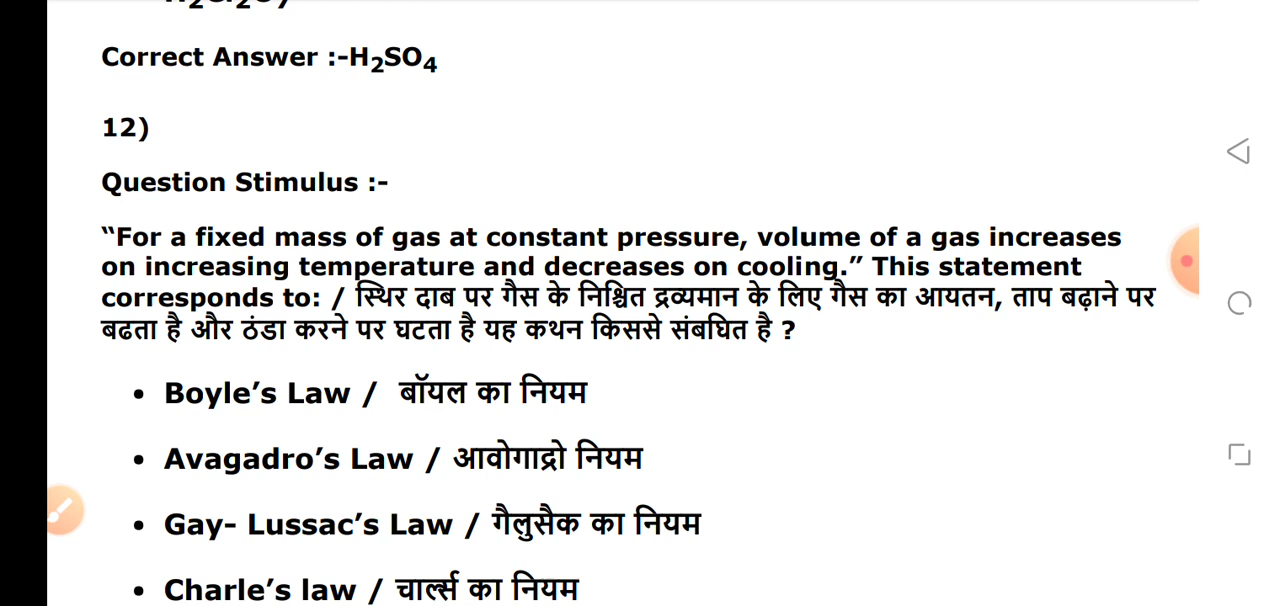 Correct Answer :-H₂SO₄
12)
Question Stimulus :-
“For a fixed mass of gas at constant pressure, volume of a gas increases
on increasing temperature and decreases on cooling.” This statement
corresponds to: / स्थिर दाब पर गैस के निश्चित द्रव्यमान के लिए गैस का आयतन, ताप बढ़ाने पर
बढता है और ठंडा करने पर घटता है यह कथन किससे संबघित है ?
• Boyle’s Law / बॉयल का नियम
• Avagadro’s Law / आवोगाद्रो नियम
• Gay- Lussac’s Law / गैलुसैक का नियम
• Charle’s law / चार्ल्स का नियम